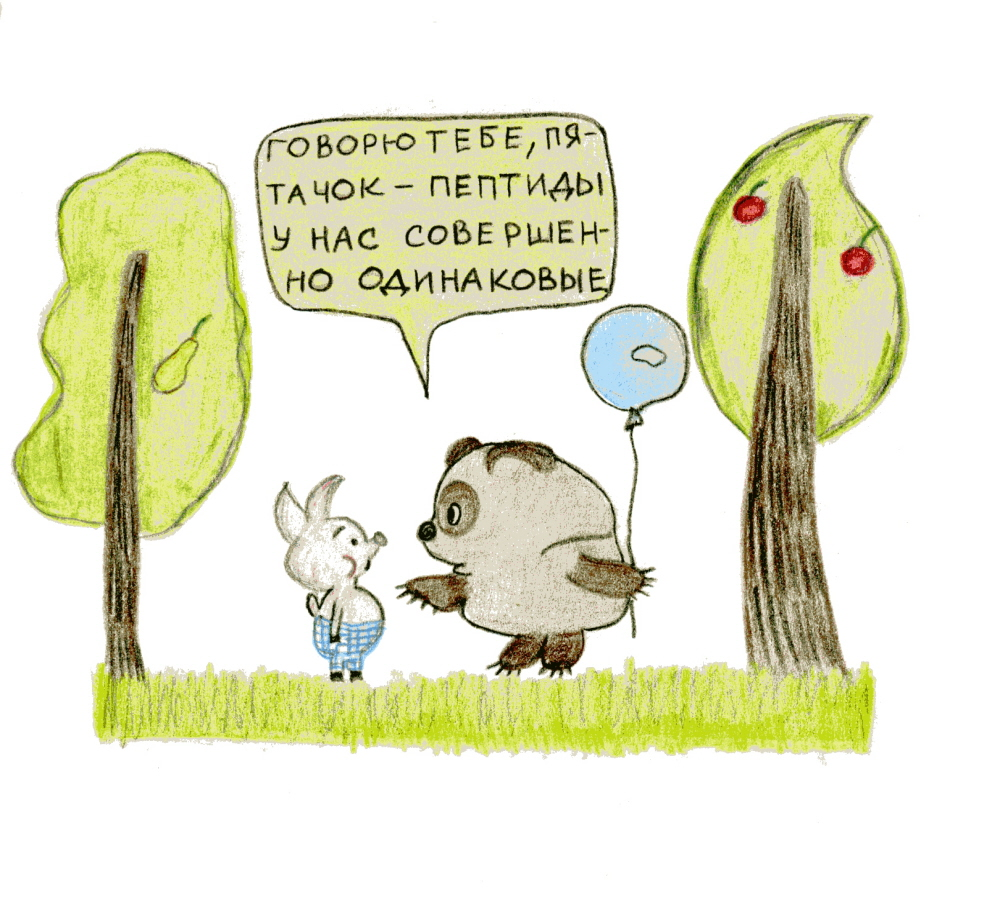 ГОВОРЮ ТЕБЕ, ПЯ-
ТАЧОК – ПЕПТИДЫ
У НАС СОВЕРШЕН-
НО ОДИНАКОВЫЕ